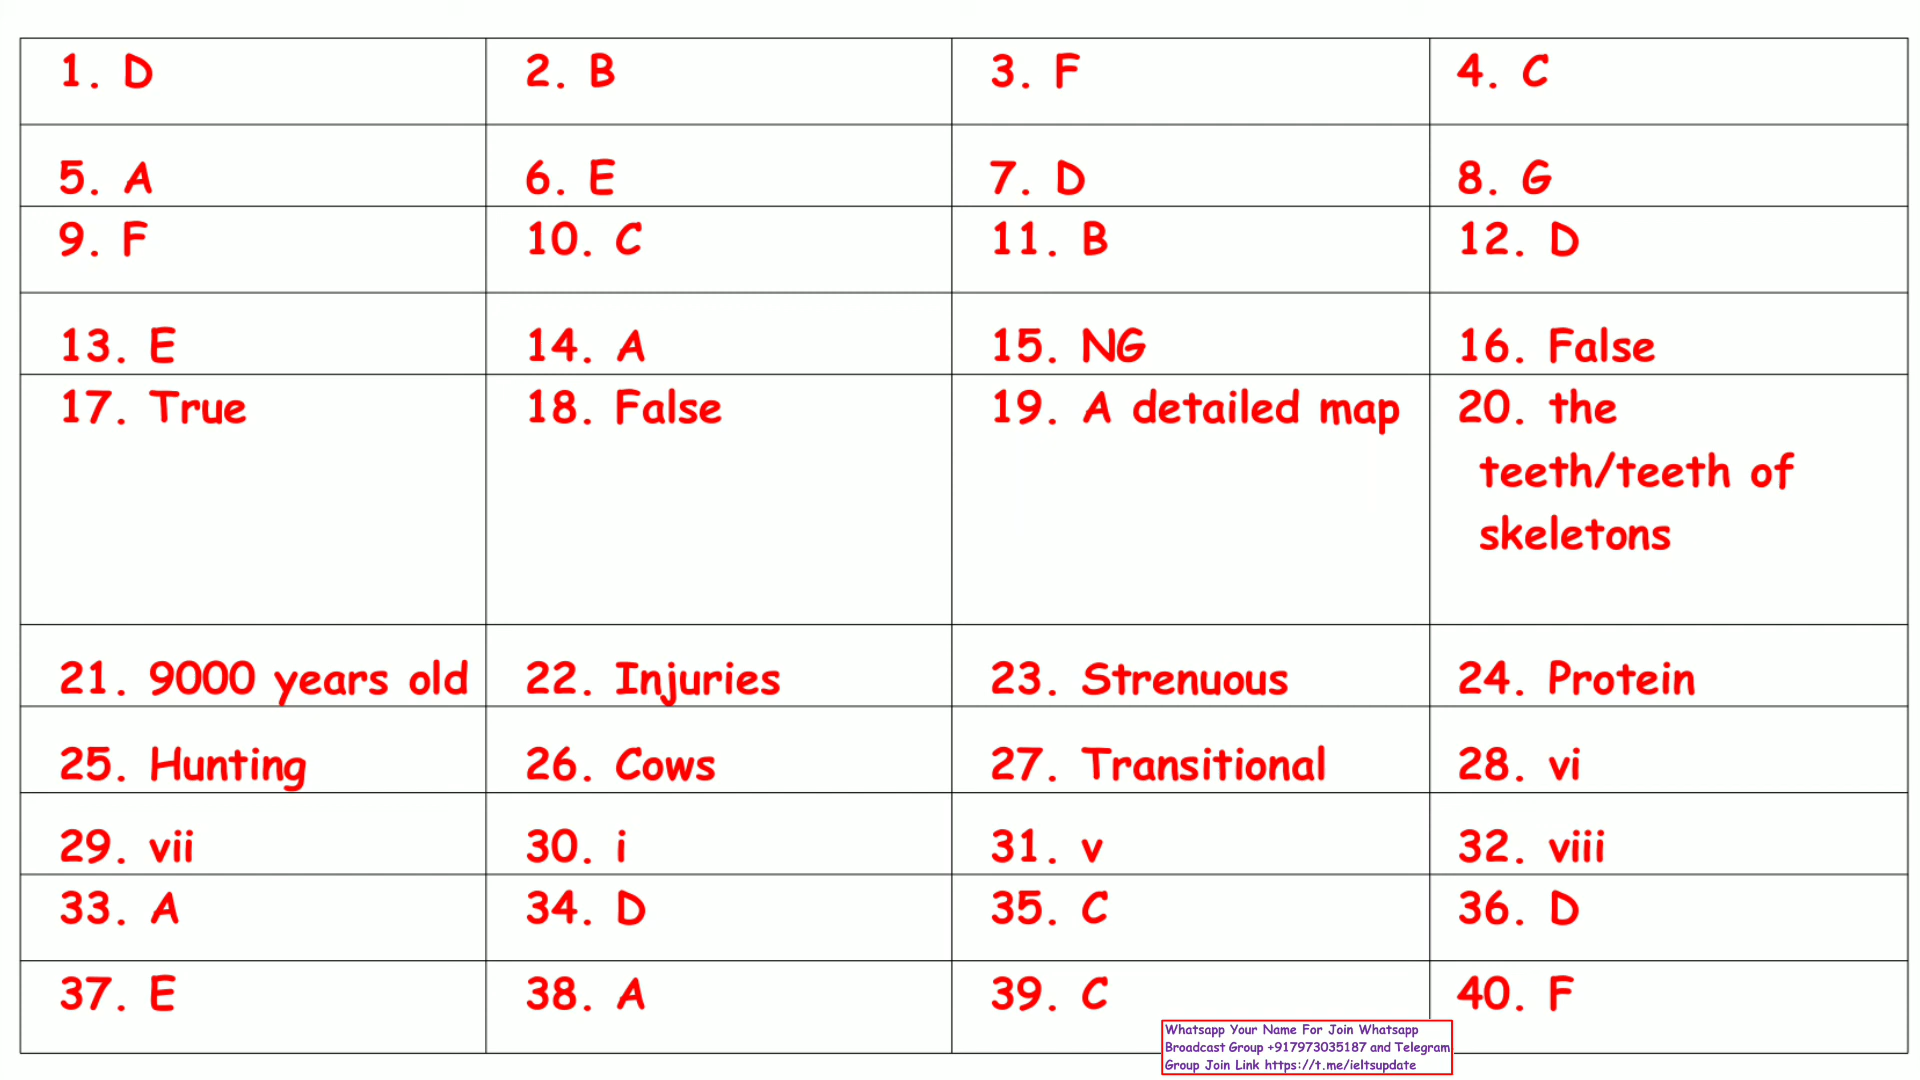 1. D
2. B
3. F
4. C
5. A
6. E
7. D
8. G
9. F
10. C
11. B
12. D
13. E
14. A
15. NG
16. False
17. True
18. False
19. A detailed map
20. the
teeth/teeth of
skeletons
21. 9000 years old
22. Injuries
23. Strenuous
24. Protein
25. Hunting
26. Cows
27. Transitional
28. vi
29. vii
30. i
31. v
32. viii
33. A
34. D
35. C
36. D
37. E
38. A
39. C
40. F
Whatsapp Your Name For Join Whatsapp
Broadcast Group +917973035187 and Telegram
Group Join Link https://t.me/ieltsupdate